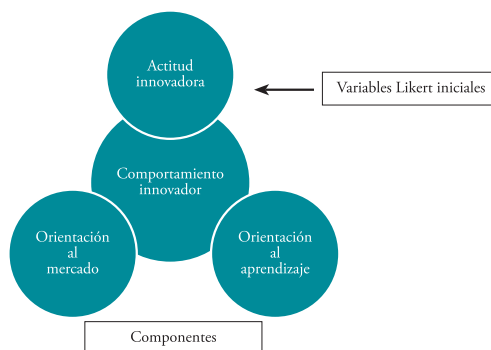 Actitud
innovadora
Variables Likert iniciales
Comportamiento
innovador
Orientación
al
mercado
Orientación
al
aprendizaje
Componentes